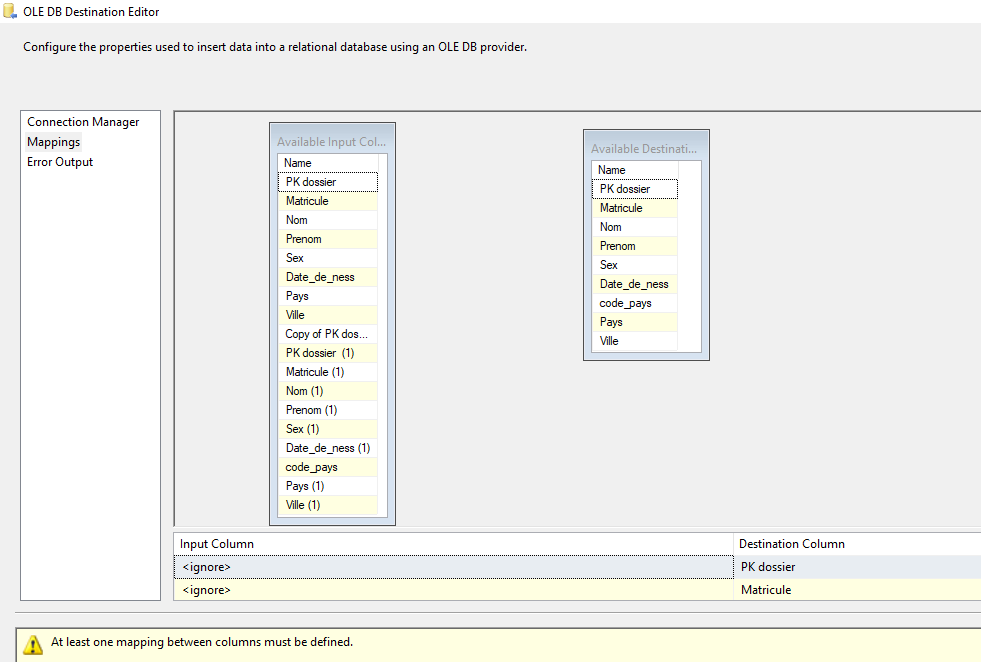 OLE DB Destination Editor
Configure the properties used to insert data into a relational database using an OLE DB provider.
Connection Manager
Mappings
Error Output
Available Input Col...
Name
PK dossier
Matricule
Nom
Prenom
Sex
Date_de_ness
Pays
Ville
Copy of PK dos...
PK dossier (1)
Matricule (1)
Nom (1)
Prenom (1)
Sex (1)
Date_de_ness (1)
code_pays
Pays (1)
Ville (1)
Available Destinati...
Name
PK dossier
Matricule
Nom
Prenom
Sex
Date_de_ness
code_pays
Pays
Ville
Input Column Destination Column
<ignore> PK dossier
<ignore> Matricule
At least one mapping between columns must be defined.